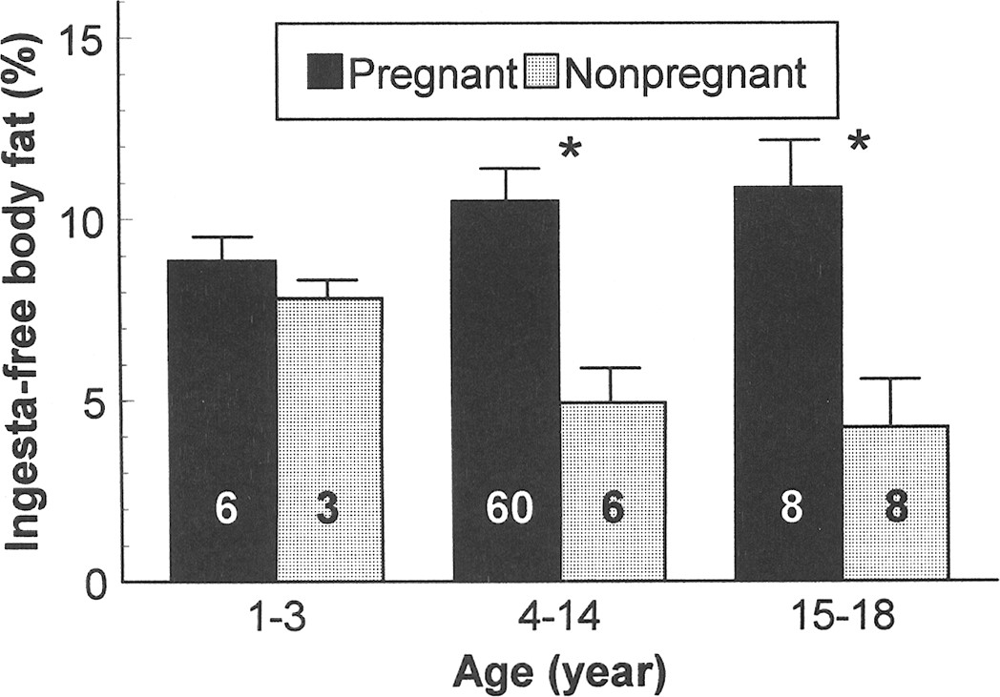 Ingesta-free body fat (%)
15
10
5
0
Pregnant Nonpregnant
*
*
6 3 60 6 8 8
1-3 4-14 15-18
Age (year)